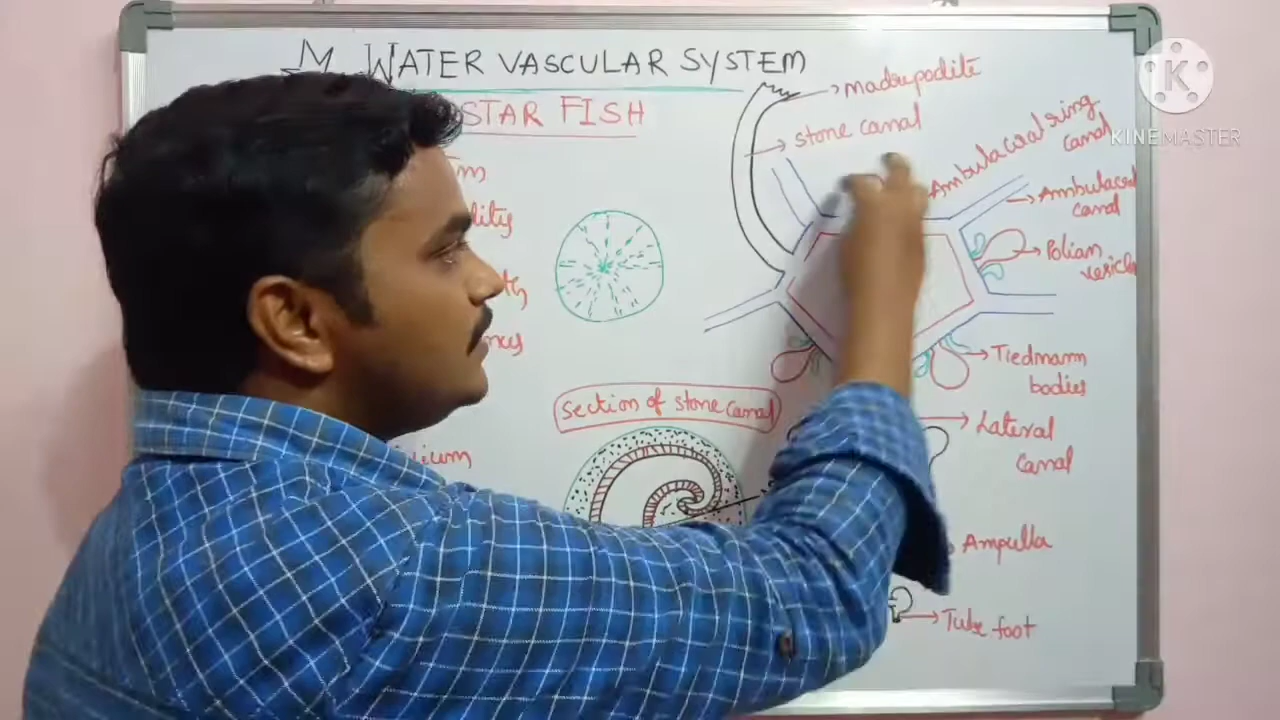 WATER VASCULAR SYSTEM
STAR FISH
madrepodite
stone canal
Ambulacral ring
canal
Ambulacral
canal
Polian
vesicle
Tiedmann
bodies
Section of stone canal
Lateral
canal
Ampulla
Tube foot
K
KINEMASTER